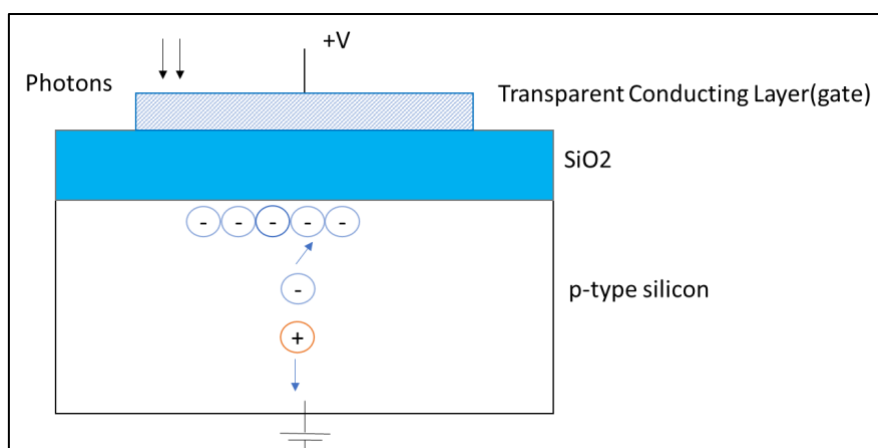 +V
Photons
Transparent Conducting Layer(gate)
SiO2
- - - - -
-
p-type silicon
+